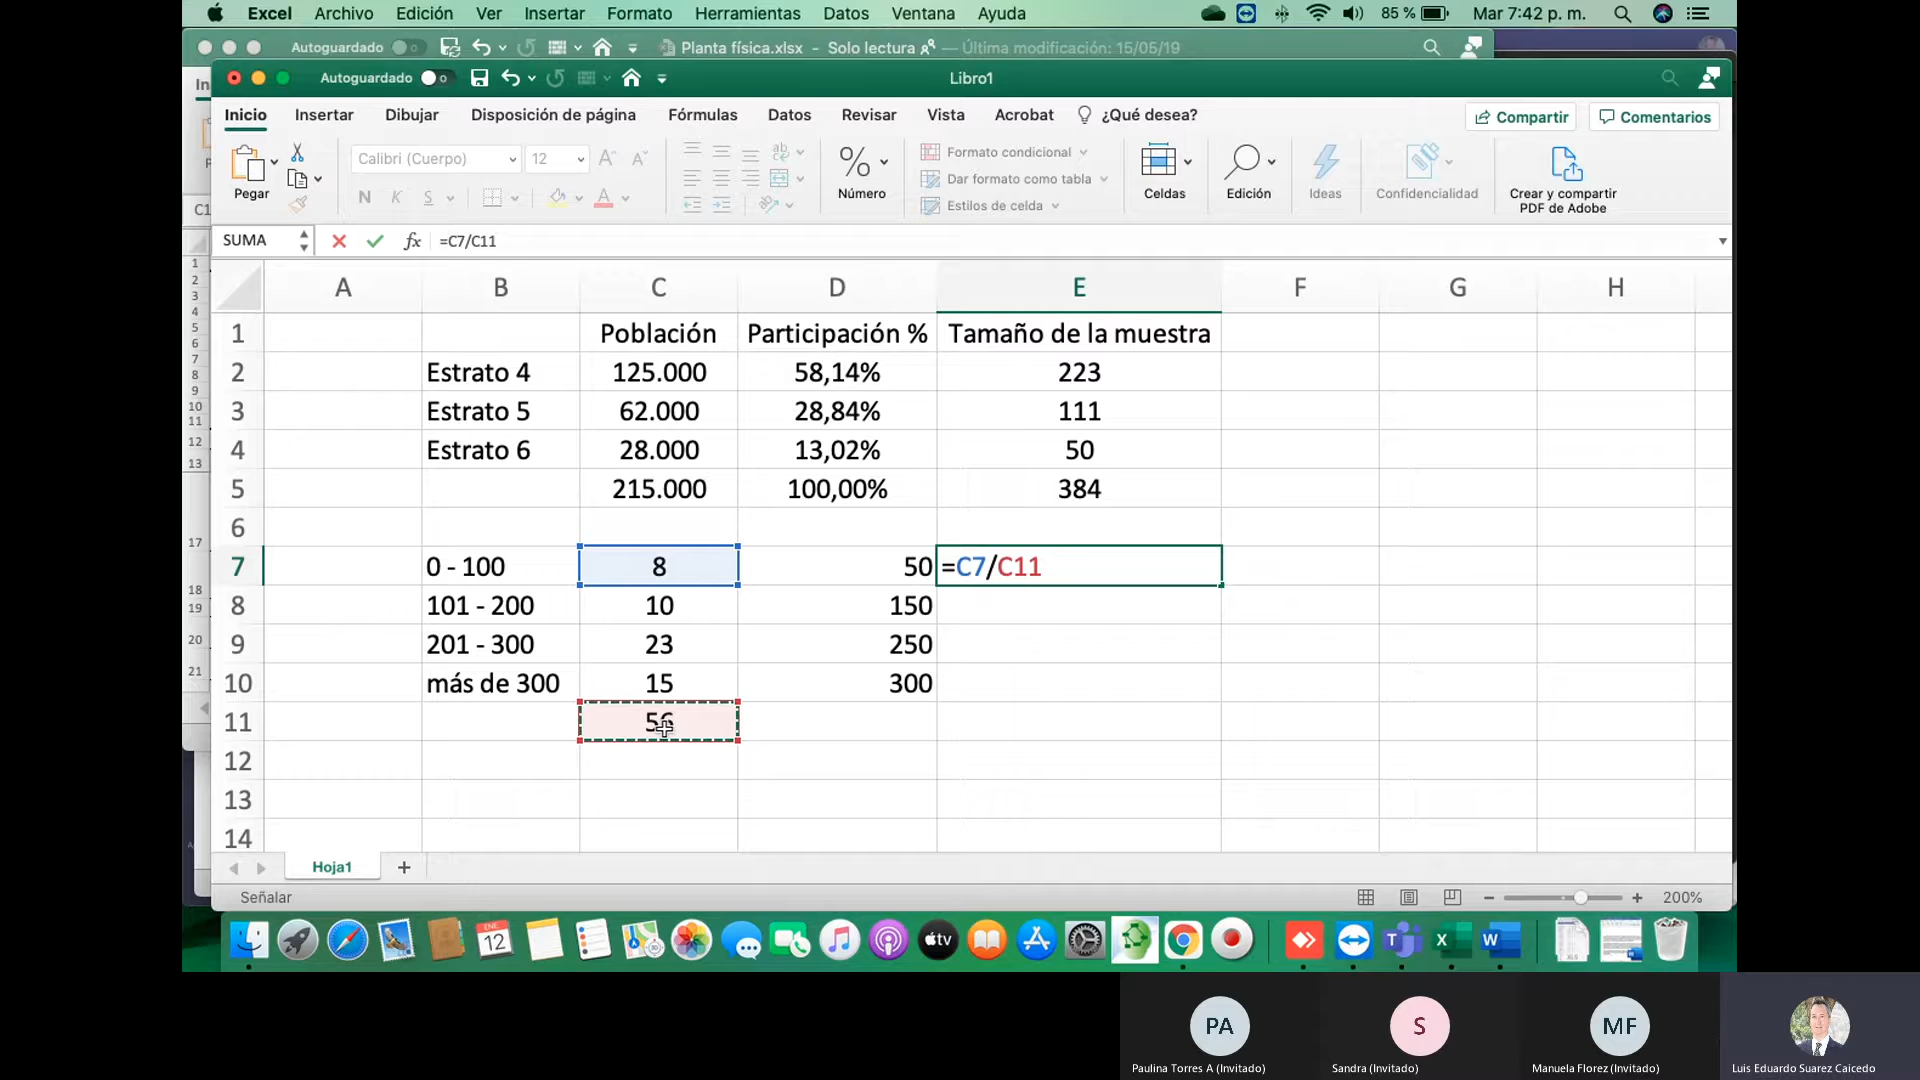 Excel Archivo Edición Ver Insertar Formato Herramientas Datos Ventana Ayuda 85 % Mar 7:42 p. m.
Autoguardado Planta física.xlsx - Solo lectura — Última modificación: 15/05/19
Autoguardado Libro1
Inicio Insertar Dibujar Disposición de página Fórmulas Datos Revisar Vista Acrobat ¿Qué desea? Compartir Comentarios
Calibri (Cuerpo) 12 Formato condicional
Dar formato como tabla
Estilos de celda
Pegar N K S Número Celdas Edición Ideas Confidencialidad Crear y compartir
PDF de Adobe
SUMA fx =C7/C11
A B C D E F G H
1 Población Participación % Tamaño de la muestra
2 Estrato 4 125.000 58,14% 223
3 Estrato 5 62.000 28,84% 111
4 Estrato 6 28.000 13,02% 50
5 215.000 100,00% 384
6
7 0 - 100 8 50 =C7/C11
8 101 - 200 10 150
9 201 - 300 23 250
10 más de 300 15 300
11 56
12
13
14
Hoja1
Señalar 200%
ENE.
12
tv
PA S MF
Paulina Torres A (Invitado) Sandra (Invitado) Manuela Florez (Invitado) Luis Eduardo Suarez Caicedo